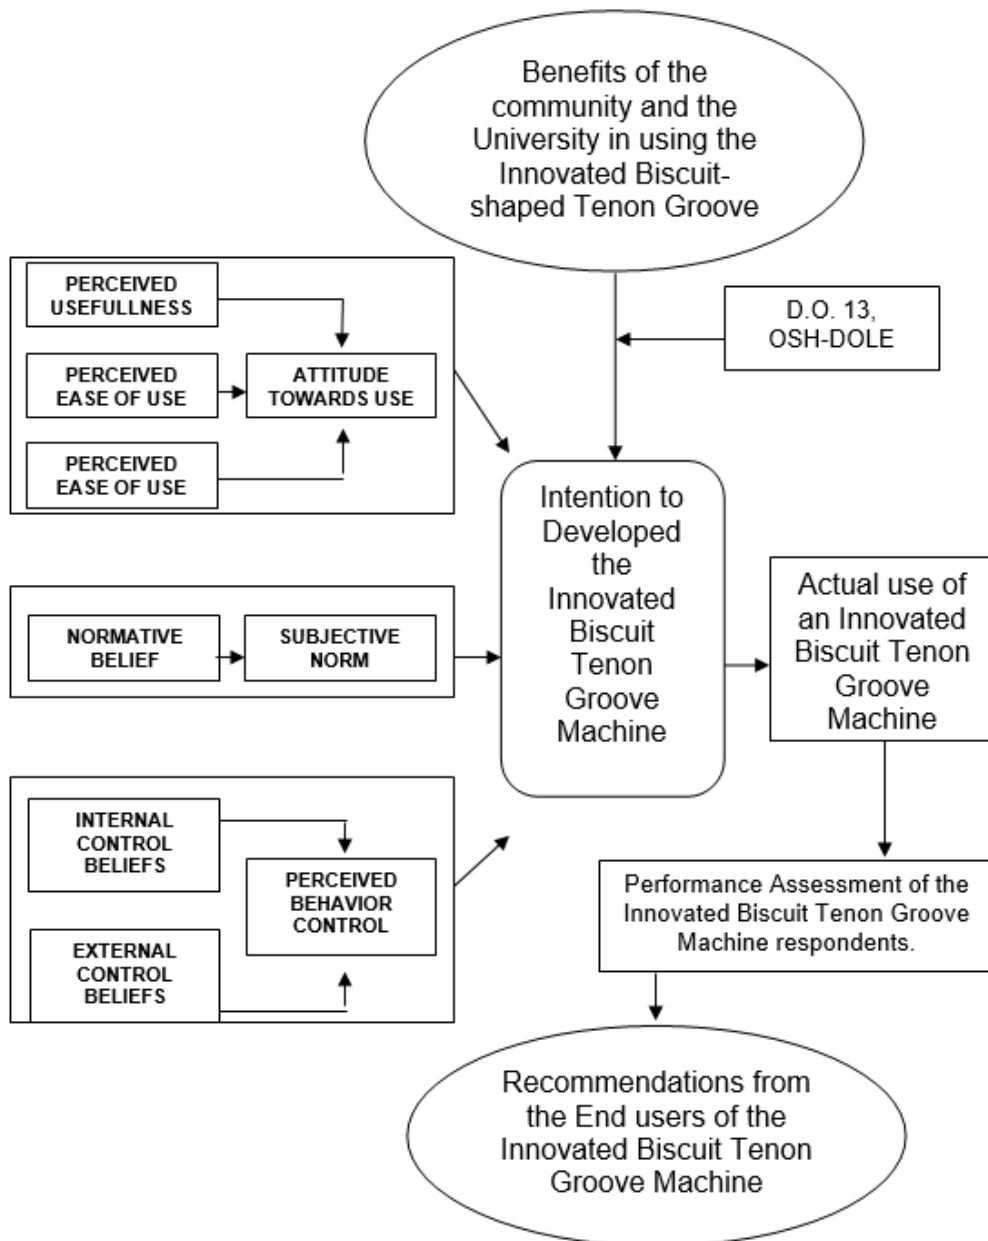 Benefits of the
community and the
University in using the
Innovated Biscuit-
shaped Tenon Groove
D.O. 13,
OSH-DOLE
PERCEIVED
USEFULLNESS
PERCEIVED
EASE OF USE
ATTITUDE
TOWARDS USE
PERCEIVED
EASE OF USE
Intention to
Developed
the
Innovated
Biscuit
Tenon
Groove
Machine
NORMATIVE
BELIEF
SUBJECTIVE
NORM
Actual use of
an Innovated
Biscuit Tenon
Groove
Machine
INTERNAL
CONTROL
BELIEFS
PERCEIVED
BEHAVIOR
CONTROL
EXTERNAL
CONTROL
BELIEFS
Performance Assessment of the
Innovated Biscuit Tenon Groove
Machine respondents.
Recommendations from
the End users of the
Innovated Biscuit Tenon
Groove Machine